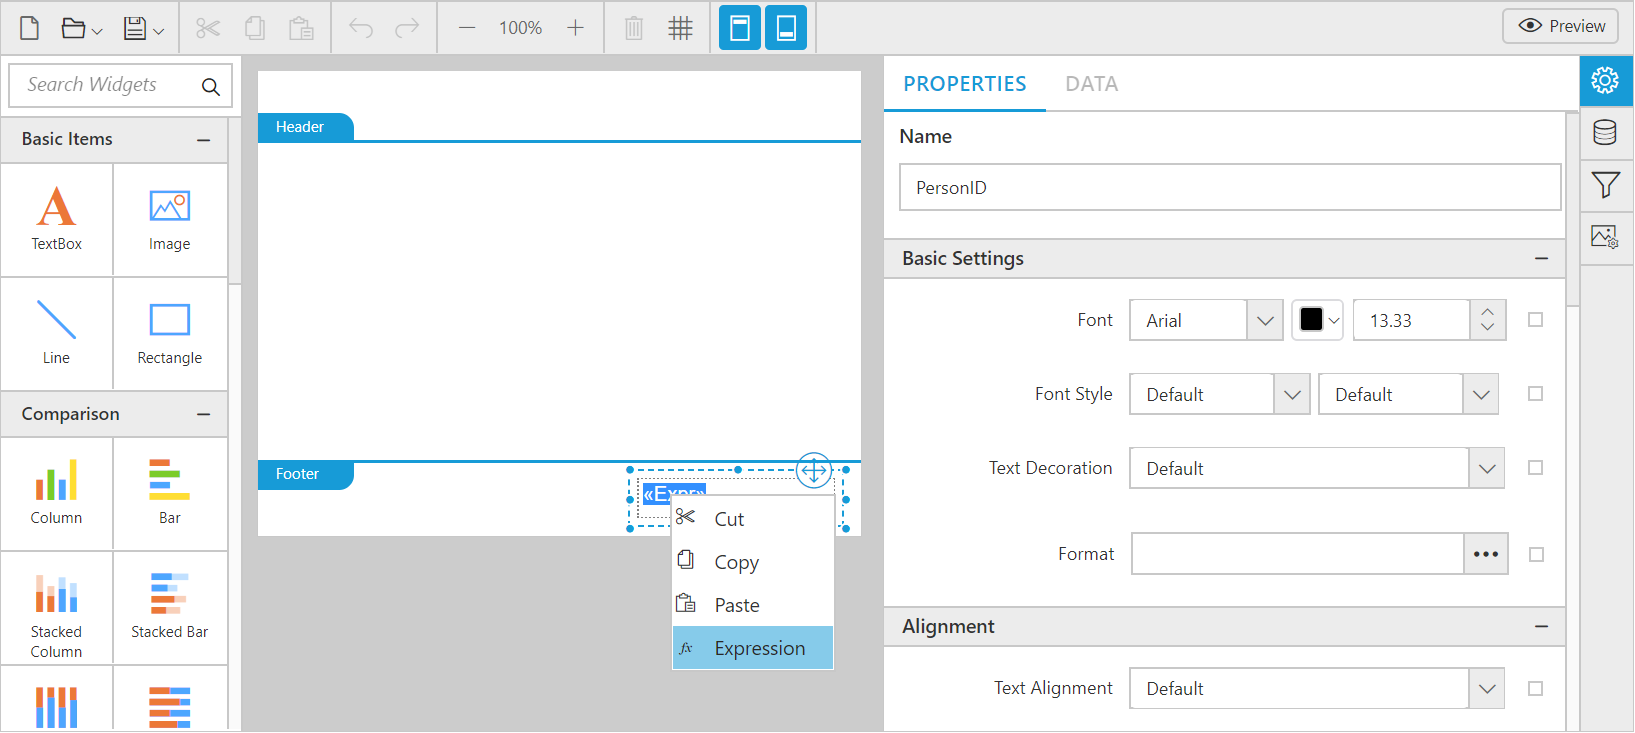 100%
Preview
Search Widgets
Basic Items
TextBox
Image
Line
Rectangle
Comparison
Column
Bar
Stacked
Column
Stacked Bar
Header
Footer
«Expr»
Cut
Copy
Paste
fx Expression
PROPERTIES
DATA
Name
PersonID
Basic Settings
Font
Arial
13.33
Font Style
Default
Default
Text Decoration
Default
Format
Alignment
Text Alignment
Default